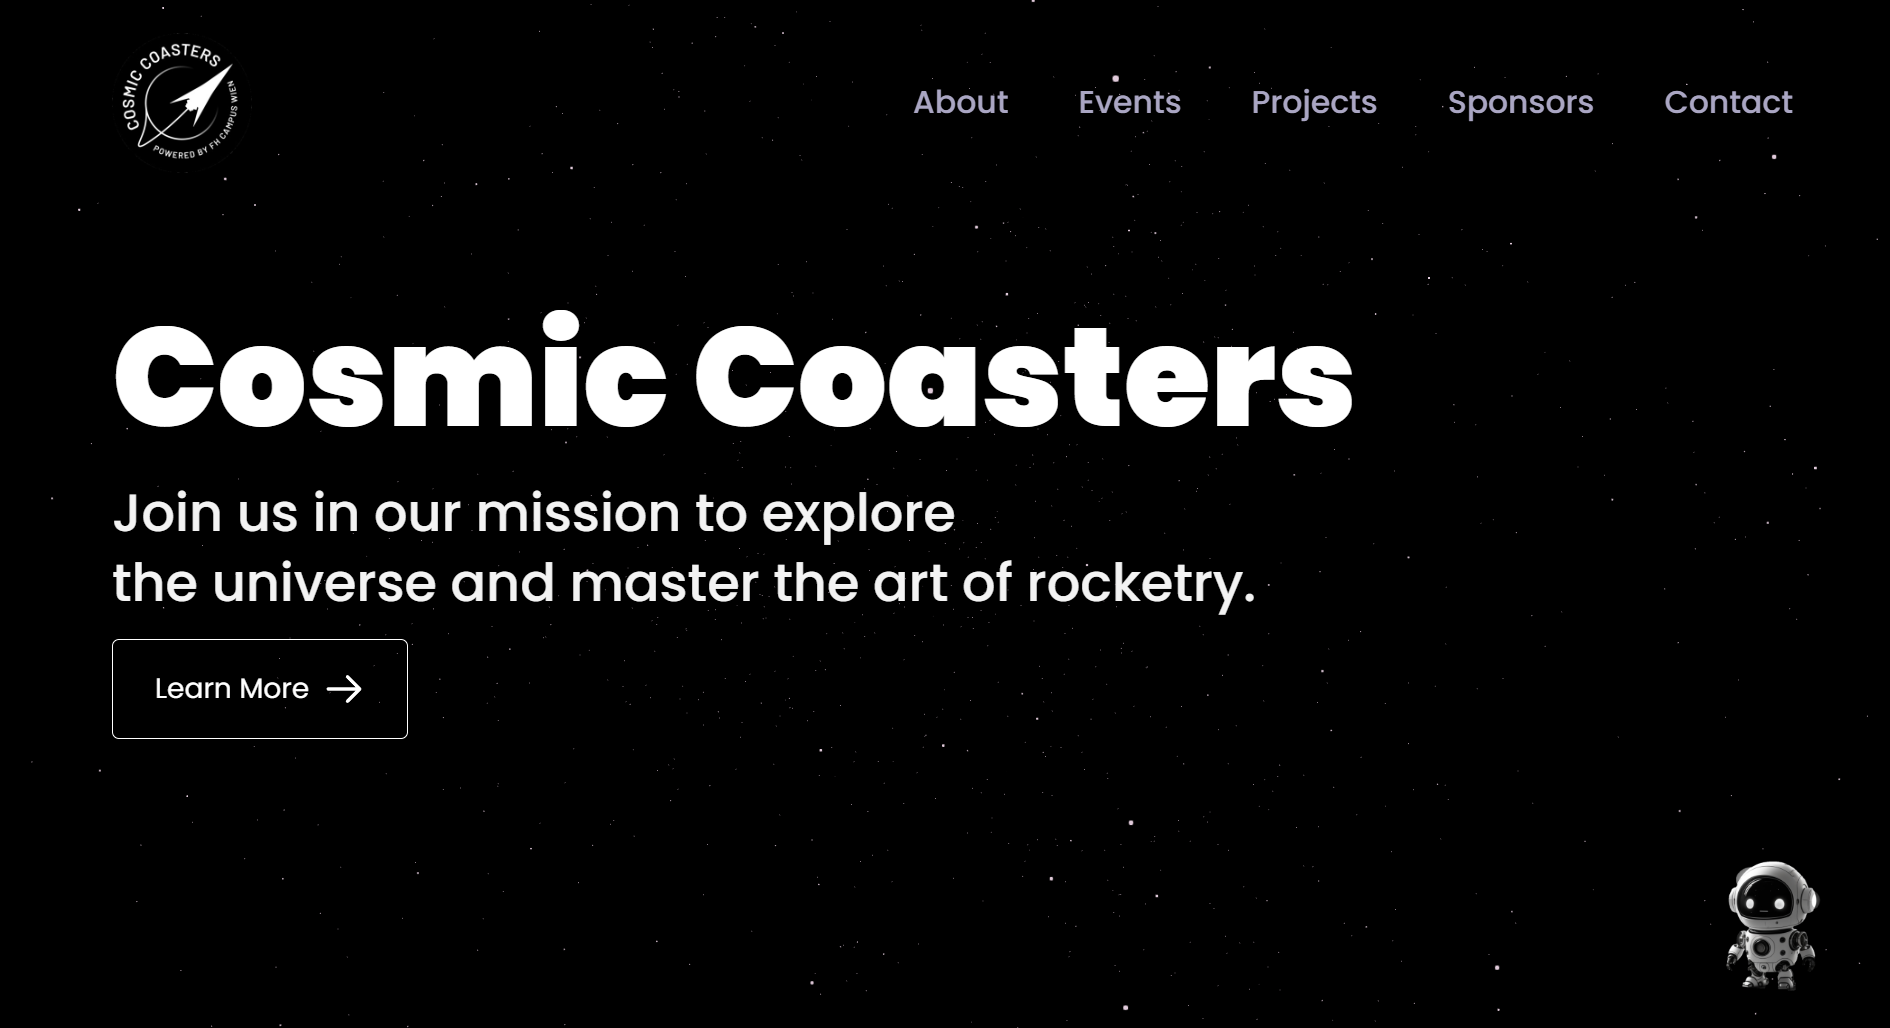 COSMIC COASTERS
POWERED BY FH CAMPUS WIEN
About Events Projects Sponsors Contact
Cosmic Coasters
Join us in our mission to explore
the universe and master the art of rocketry.
Learn More